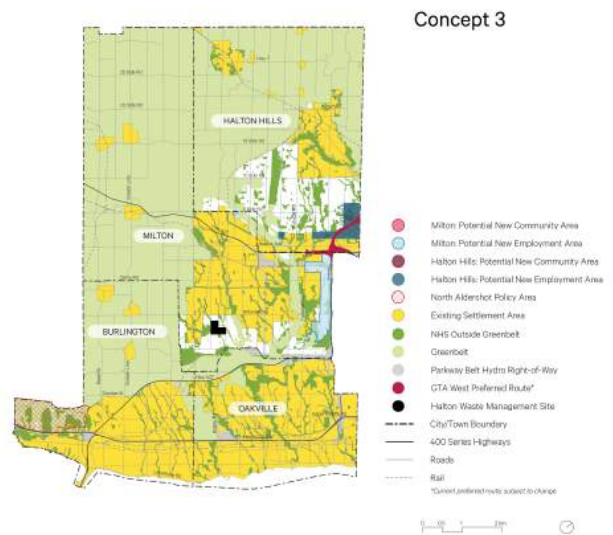 Concept 3
HALTON HILLS
MILTON
BURLINGTON
OAKVILLE
Milton: Potential New Community Area
Milton: Potential New Employment Area
Halton Hills: Potential New Community Area
Halton Hills: Potential New Employment Area
North Aldershot Policy Area
Existing Settlement Area
NHS Outside Greenbelt
Greenbelt
Parkway Belt Hydro Right-of-Way
GTA West Preferred Route*
Halton Waste Management Site
City/Town Boundary
400 Series Highways
Roads
Rail
*Current preferred route, subject to change